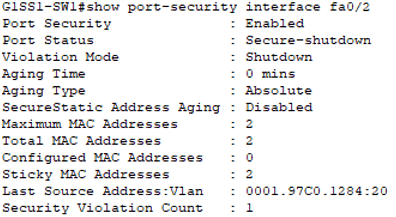 G1SS1-SW1#show port-security interface fa0/2
Port Security : Enabled
Port Status : Secure-shutdown
Violation Mode : Shutdown
Aging Time : 0 mins
Aging Type : Absolute
SecureStatic Address Aging : Disabled
Maximum MAC Addresses : 2
Total MAC Addresses : 2
Configured MAC Addresses : 0
Sticky MAC Addresses : 2
Last Source Address:Vlan : 0001.97C0.1284:20
Security Violation Count : 1